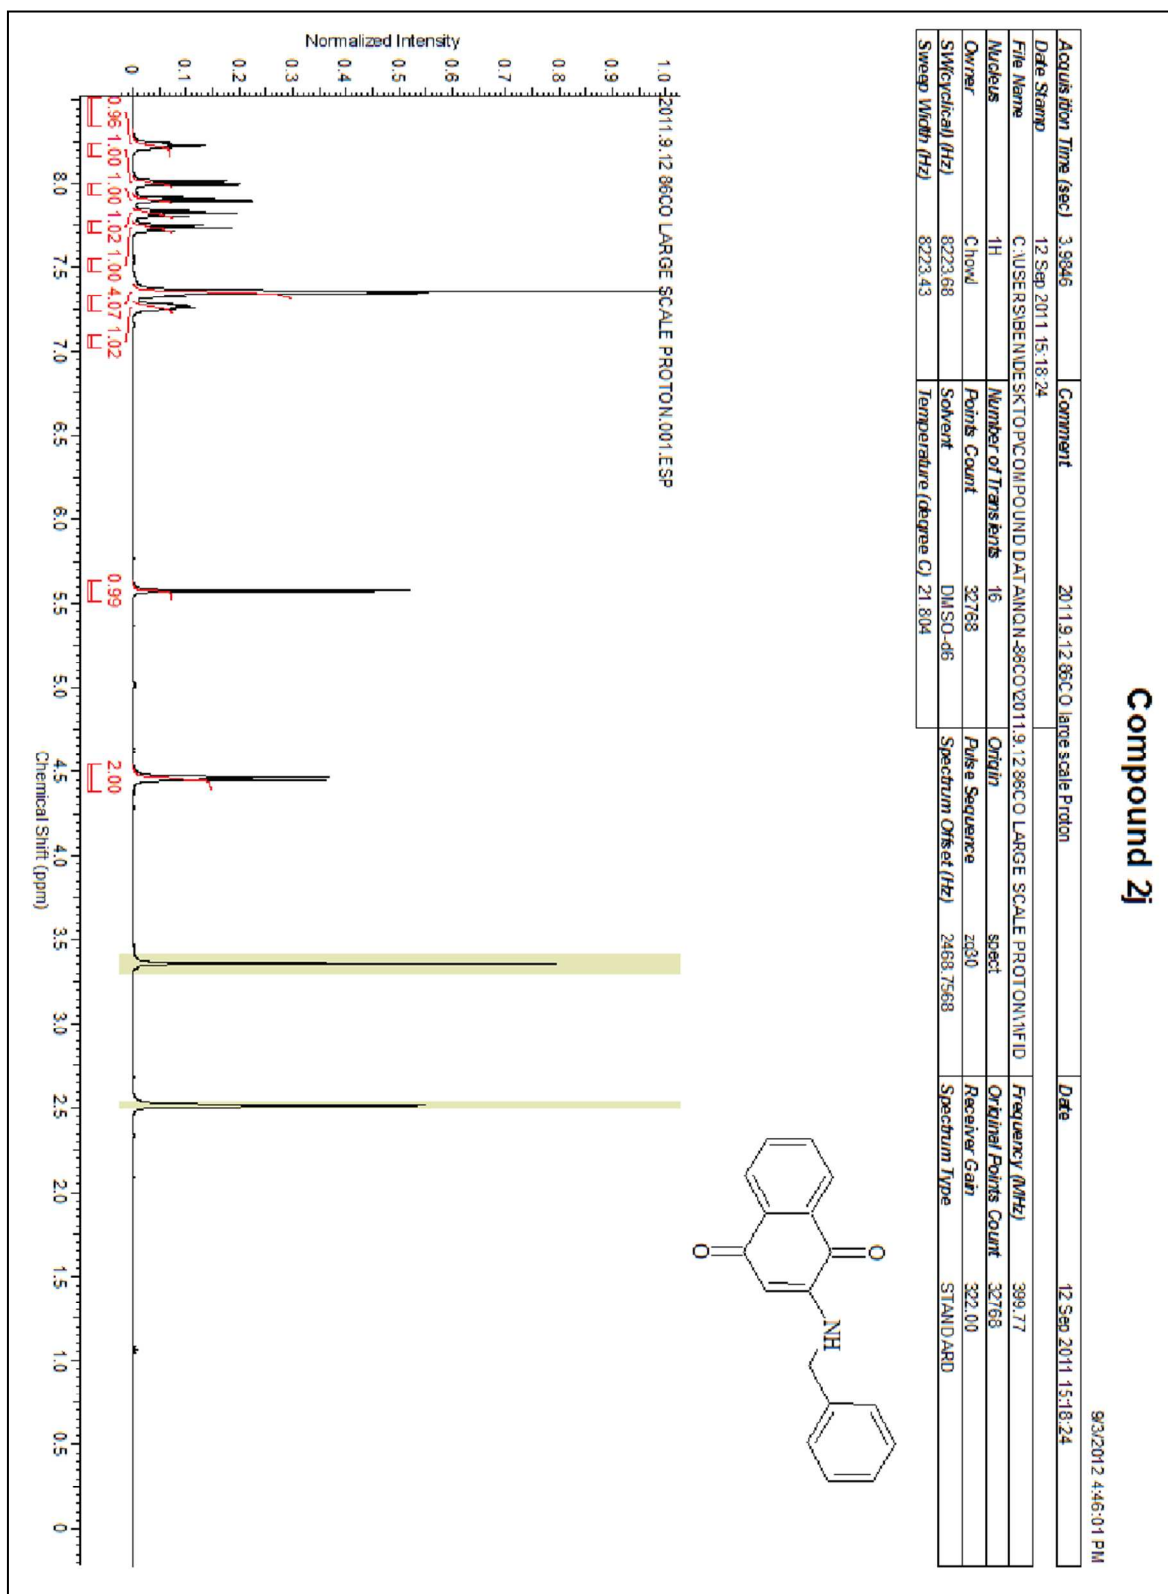 Compound 2j
9/3/2012 4:46:01 PM
Acquisition Time (sec) 3.9846 Comment 2011.9.12 86CO large scale Proton Date 12 Sep 2011 15:18:24
Date Stamp 12 Sep 2011 15:18:24
File Name C:\USERS\BEN\DESKTOP\COMPOUND DATA\NQN-86CO\2011.9.12 86CO LARGE SCALE PROTON\1\FID Frequency (MHz) 399.77
Nucleus 1H Number of Transients 16 Origin spect Original Points Count 32768
Owner Chowj Points Count 32768 Pulse Sequence zg30 Receiver Gain 322.00
SW(cyclical) (Hz) 8223.68 Solvent DMSO-d6 Spectrum Offset (Hz) 2468.7568 Spectrum Type STANDARD
Sweep Width (Hz) 8223.43 Temperature (degree C) 21.804
2011.9.12 86CO LARGE SCALE PROTON.001.ESP
O
NH
O
Normalized Intensity
1.0
0.9
0.8
0.7
0.6
0.5
0.4
0.3
0.2
0.1
0
0.96 1.00 1.00 1.02 1.00 4.07 1.02 0.99 2.00
8.0 7.5 7.0 6.5 6.0 5.5 5.0 4.5 4.0 3.5 3.0 2.5 2.0 1.5 1.0 0.5 0
Chemical Shift (ppm)